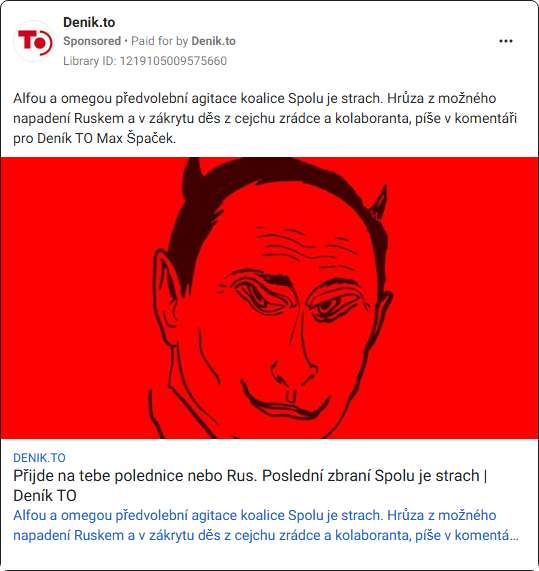 Denik.to
Sponsored • Paid for by Denik.to
Library ID: 1219105009575660
Alfou a omegou předvolební agitace koalice Spolu je strach. Hrůza z možného
napadení Ruskem a v zákrytu děs z cejchu zrádce a kolaboranta, píše v komentáři
pro Deník TO Max Špaček.
TO
DENIK.TO
Přijde na tebe polednice nebo Rus. Poslední zbraní Spolu je strach |
Deník TO
Alfou a omegou předvolební agitace koalice Spolu je strach. Hrůza z možného
napadení Ruskem a v zákrytu děs z cejchu zrádce a kolaboranta, píše v komentá…